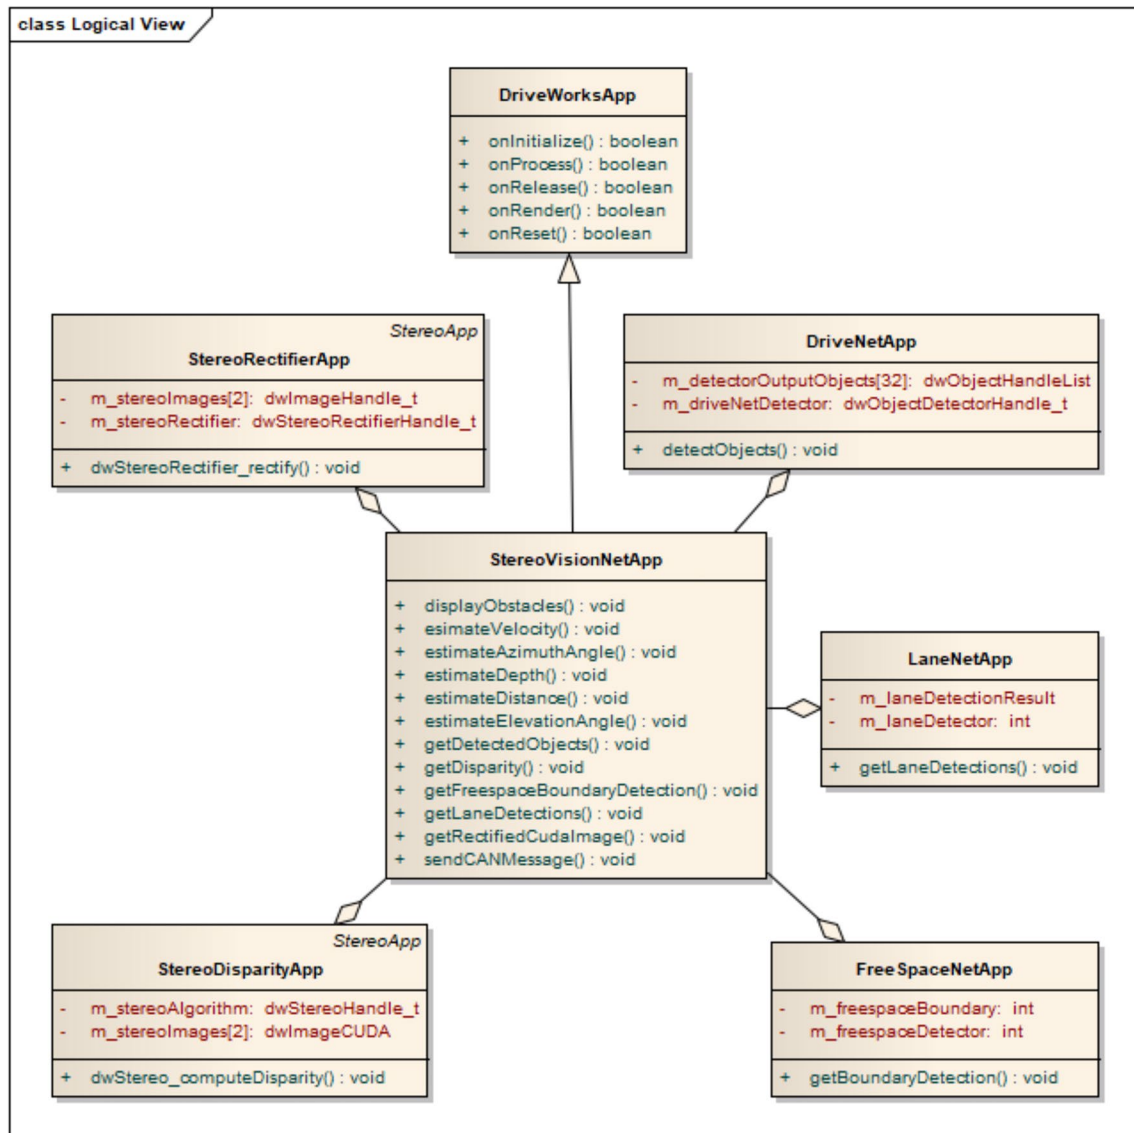 class Logical View
DriveWorksApp
+ onInitialize() : boolean
+ onProcess() : boolean
+ onRelease() : boolean
+ onRender() : boolean
+ onReset() : boolean
StereoApp
StereoRectifierApp
- m_stereoImages[2]: dwImageHandle_t
- m_stereoRectifier: dwStereoRectifierHandle_t
+ dwStereoRectifier_rectify() : void
DriveNetApp
- m_detectorOutputObjects[32]: dwObjectHandleList
- m_driveNetDetector: dwObjectDetectorHandle_t
+ detectObjects() : void
StereoVisionNetApp
+ displayObstacles() : void
+ esimateVelocity() : void
+ estimateAzimuthAngle() : void
+ estimateDepth() : void
+ estimateDistance() : void
+ estimateElevationAngle() : void
+ getDetectedObjects() : void
+ getDisparity() : void
+ getFreespaceBoundaryDetection() : void
+ getLaneDetections() : void
+ getRectifiedCudaImage() : void
+ sendCANMessage() : void
LaneNetApp
- m_laneDetectionResult
- m_laneDetector: int
+ getLaneDetections() : void
StereoApp
StereoDisparityApp
- m_stereoAlgorithm: dwStereoHandle_t
- m_stereoImages[2]: dwImageCUDA
+ dwStereo_computeDisparity() : void
FreeSpaceNetApp
- m_freespaceBoundary: int
- m_freespaceDetector: int
+ getBoundaryDetection() : void